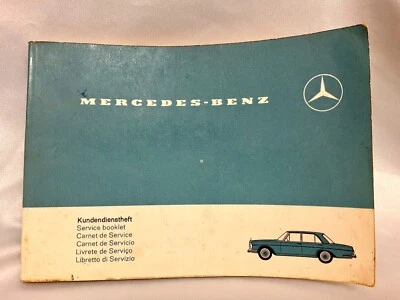 MERCEDES-BENZ
Kundendienstheft
Service booklet
Carnet de Service
Carnet de Servicio
Livrete de Serviço
Libretto di Servizio